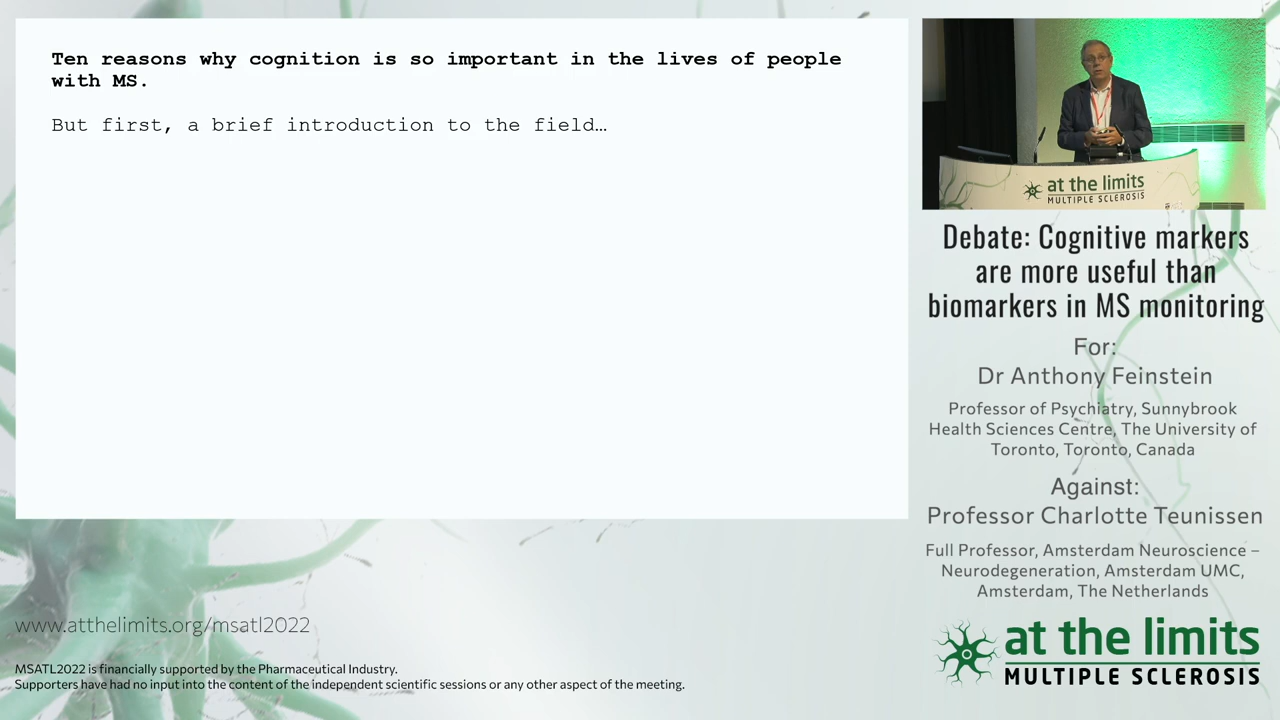 Ten reasons why cognition is so important in the lives of people
with MS.
But first, a brief introduction to the field…
at the limits
MULTIPLE SCLEROSIS
Debate: Cognitive markers
are more useful than
biomarkers in MS monitoring
For:
Dr Anthony Feinstein
Professor of Psychiatry, Sunnybrook
Health Sciences Centre, The University of
Toronto, Toronto, Canada
Against:
Professor Charlotte Teunissen
Full Professor, Amsterdam Neuroscience –
Neurodegeneration, Amsterdam UMC,
Amsterdam, The Netherlands
at the limits
MULTIPLE SCLEROSIS
www.atthelimits.org/msatl2022
MSATL2022 is financially supported by the Pharmaceutical Industry.
Supporters have had no input into the content of the independent scientific sessions or any other aspect of the meeting.